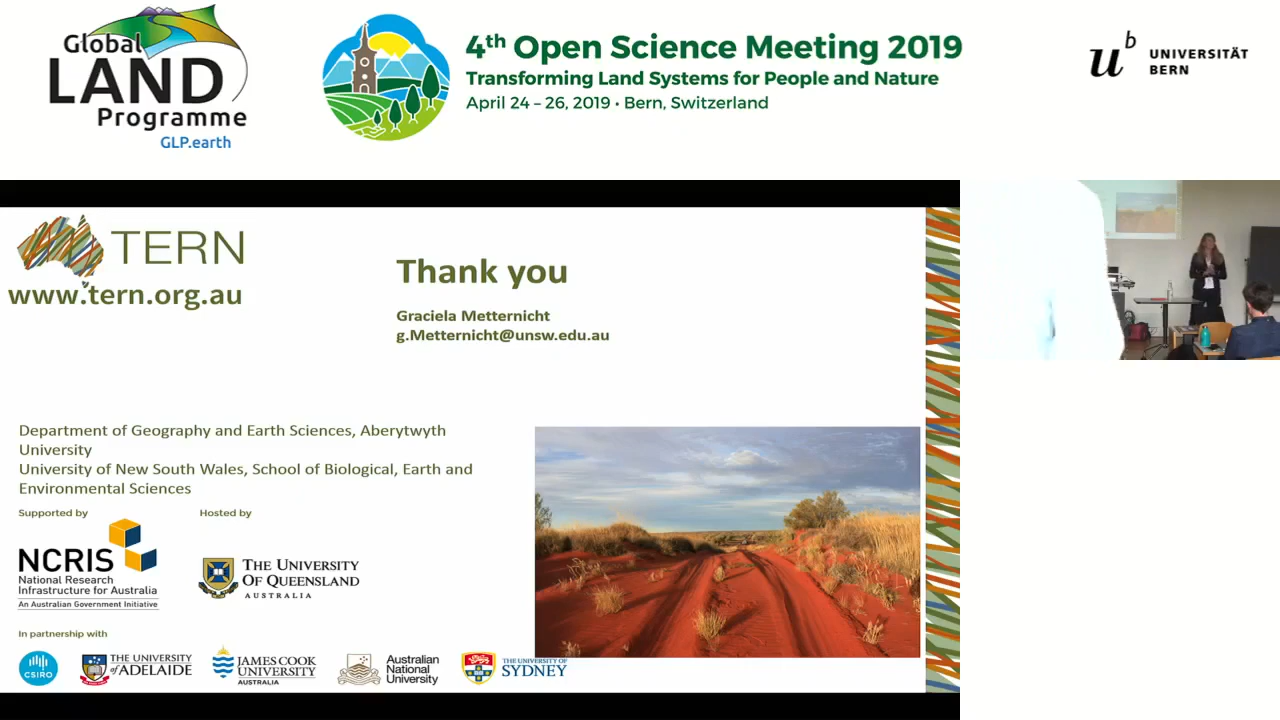 Global
LAND
Programme
GLP.earth
4th Open Science Meeting 2019
Transforming Land Systems for People and Nature
April 24 – 26, 2019 • Bern, Switzerland
u b
UNIVERSITÄT
BERN
TERN
www.tern.org.au
Thank you
Graciela Metternicht
g.Metternicht@unsw.edu.au
Department of Geography and Earth Sciences, Aberytwyth
University
University of New South Wales, School of Biological, Earth and
Environmental Sciences
Supported by
Hosted by
NCRIS
National Research
Infrastructure for Australia
An Australian Government Initiative
THE UNIVERSITY
OF QUEENSLAND
AUSTRALIA
In partnership with
CSIRO
THE UNIVERSITY
of ADELAIDE
JAMES COOK
UNIVERSITY
AUSTRALIA
Australian
National
University
THE UNIVERSITY OF
SYDNEY